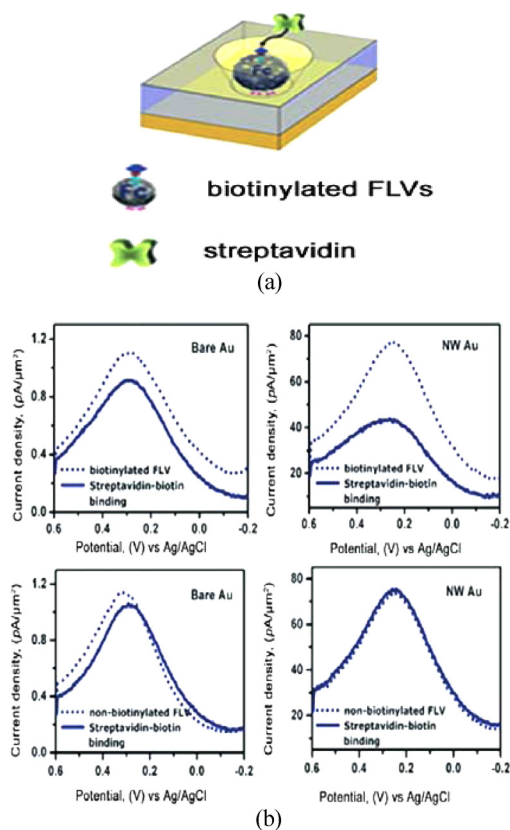 Fc
biotinylated FLVs
Fc
streptavidin
(a)
Current density, (pA/μm²)
1.2
0.8
0.4
0.0
Bare Au
biotinylated FLV
Streptavidin-biotin
binding
0.6 0.4 0.2 0.0 -0.2
Potential, (V) vs Ag/AgCl
Current density, (pA/μm²)
80
60
40
20
NW Au
biotinylated FLV
Streptavidin-biotin
binding
0.6 0.4 0.2 0.0 -0.2
Potential, (V) vs Ag/AgCl
Current density, (pA/μm²)
1.2
0.8
0.4
0.0
Bare Au
non-biotinylated FLV
Streptavidin-biotin
binding
0.6 0.4 0.2 0.0 -0.2
Potential, (V) vs Ag/AgCl
Current density, (pA/μm²)
80
60
40
20
NW Au
non-biotinylated FLV
Streptavidin-biotin
binding
0.6 0.4 0.2 0.0 -0.2
Potential, (V) vs Ag/AgCl
(b)